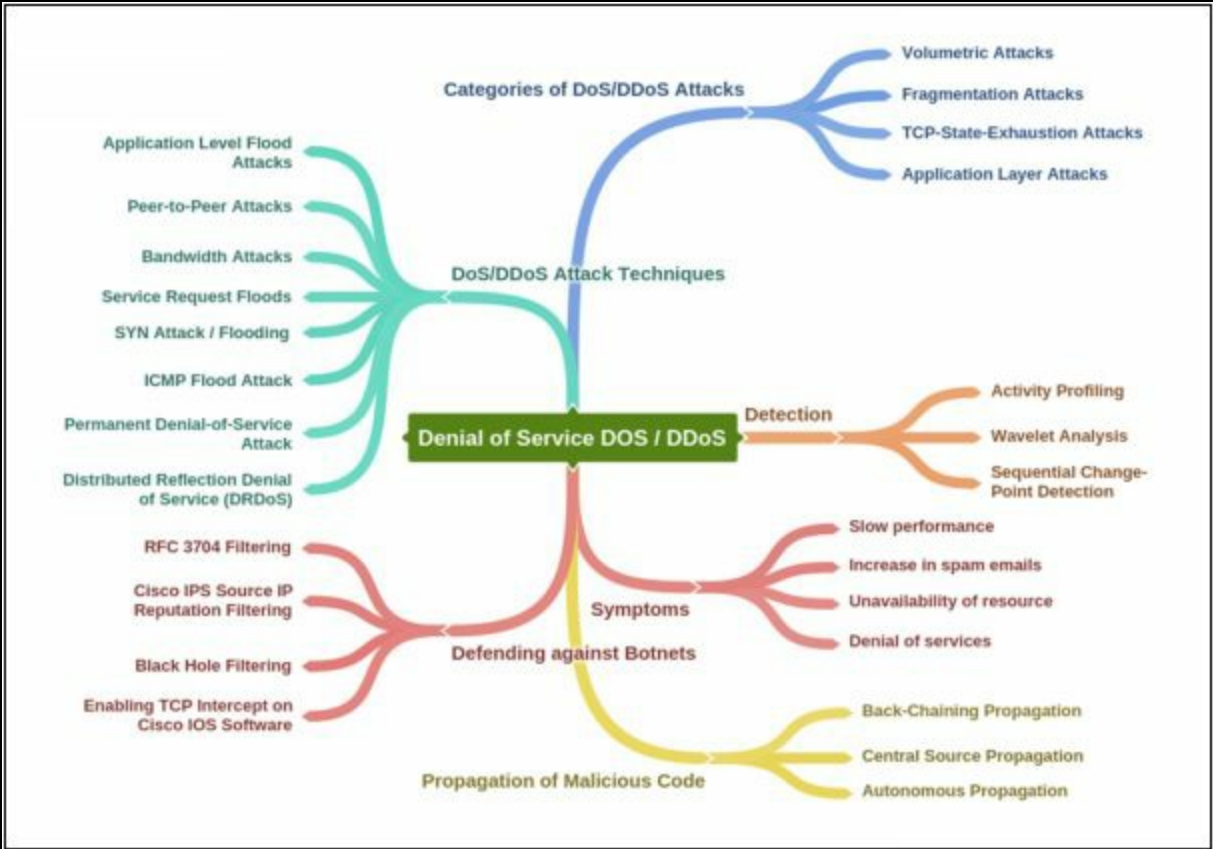 Categories of DoS/DDoS Attacks
Volumetric Attacks
Fragmentation Attacks
TCP-State-Exhaustion Attacks
Application Layer Attacks
DoS/DDoS Attack Techniques
Application Level Flood
Attacks
Peer-to-Peer Attacks
Bandwidth Attacks
Service Request Floods
SYN Attack / Flooding
ICMP Flood Attack
Permanent Denial-of-Service
Attack
Distributed Reflection Denial
of Service (DRDoS)
Denial of Service DOS / DDoS
Detection
Activity Profiling
Wavelet Analysis
Sequential Change-
Point Detection
Symptoms
Slow performance
Increase in spam emails
Unavailability of resource
Denial of services
Defending against Botnets
RFC 3704 Filtering
Cisco IPS Source IP
Reputation Filtering
Black Hole Filtering
Enabling TCP Intercept on
Cisco IOS Software
Propagation of Malicious Code
Back-Chaining Propagation
Central Source Propagation
Autonomous Propagation